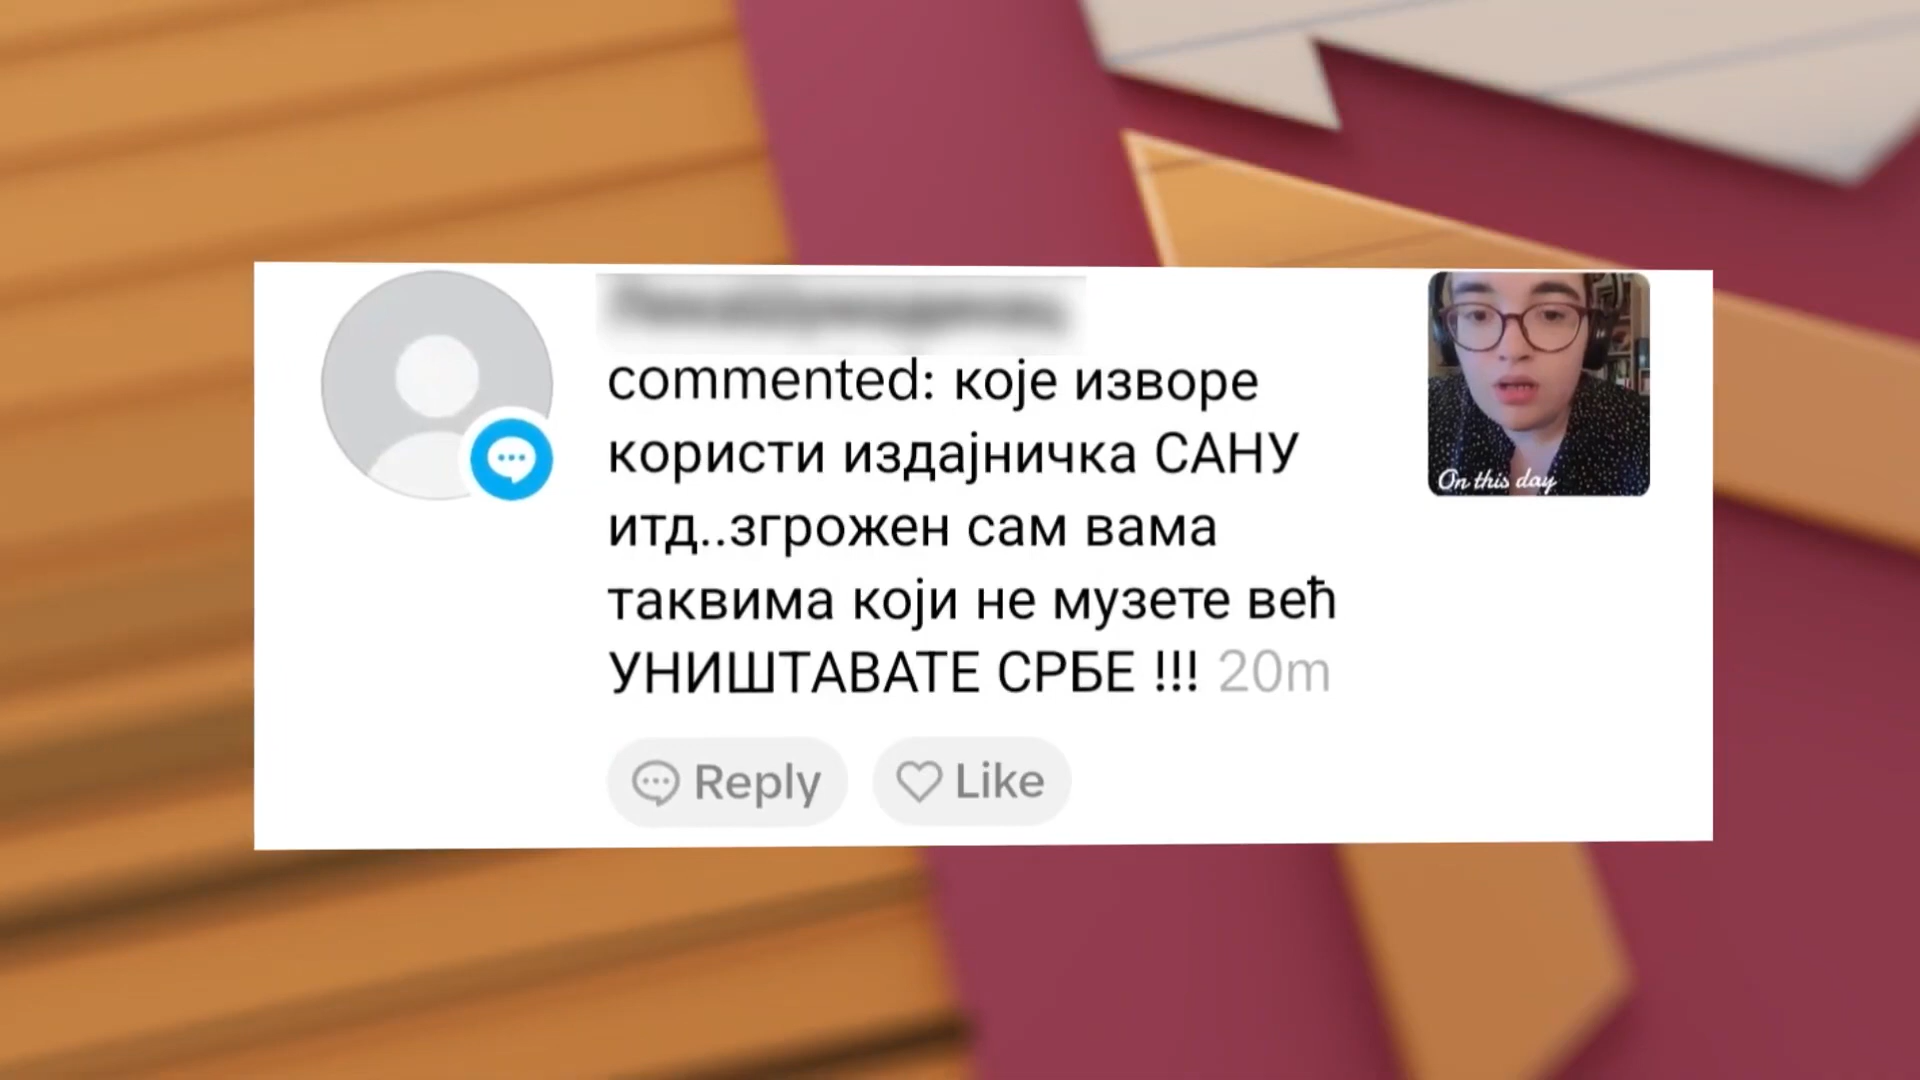 commented: које изворе
користи издајничка САНУ
итд..згрожен сам вама
таквима који не музете већ
УНИШТАВАТЕ СРБЕ !!! 20m
On this day
Reply Like